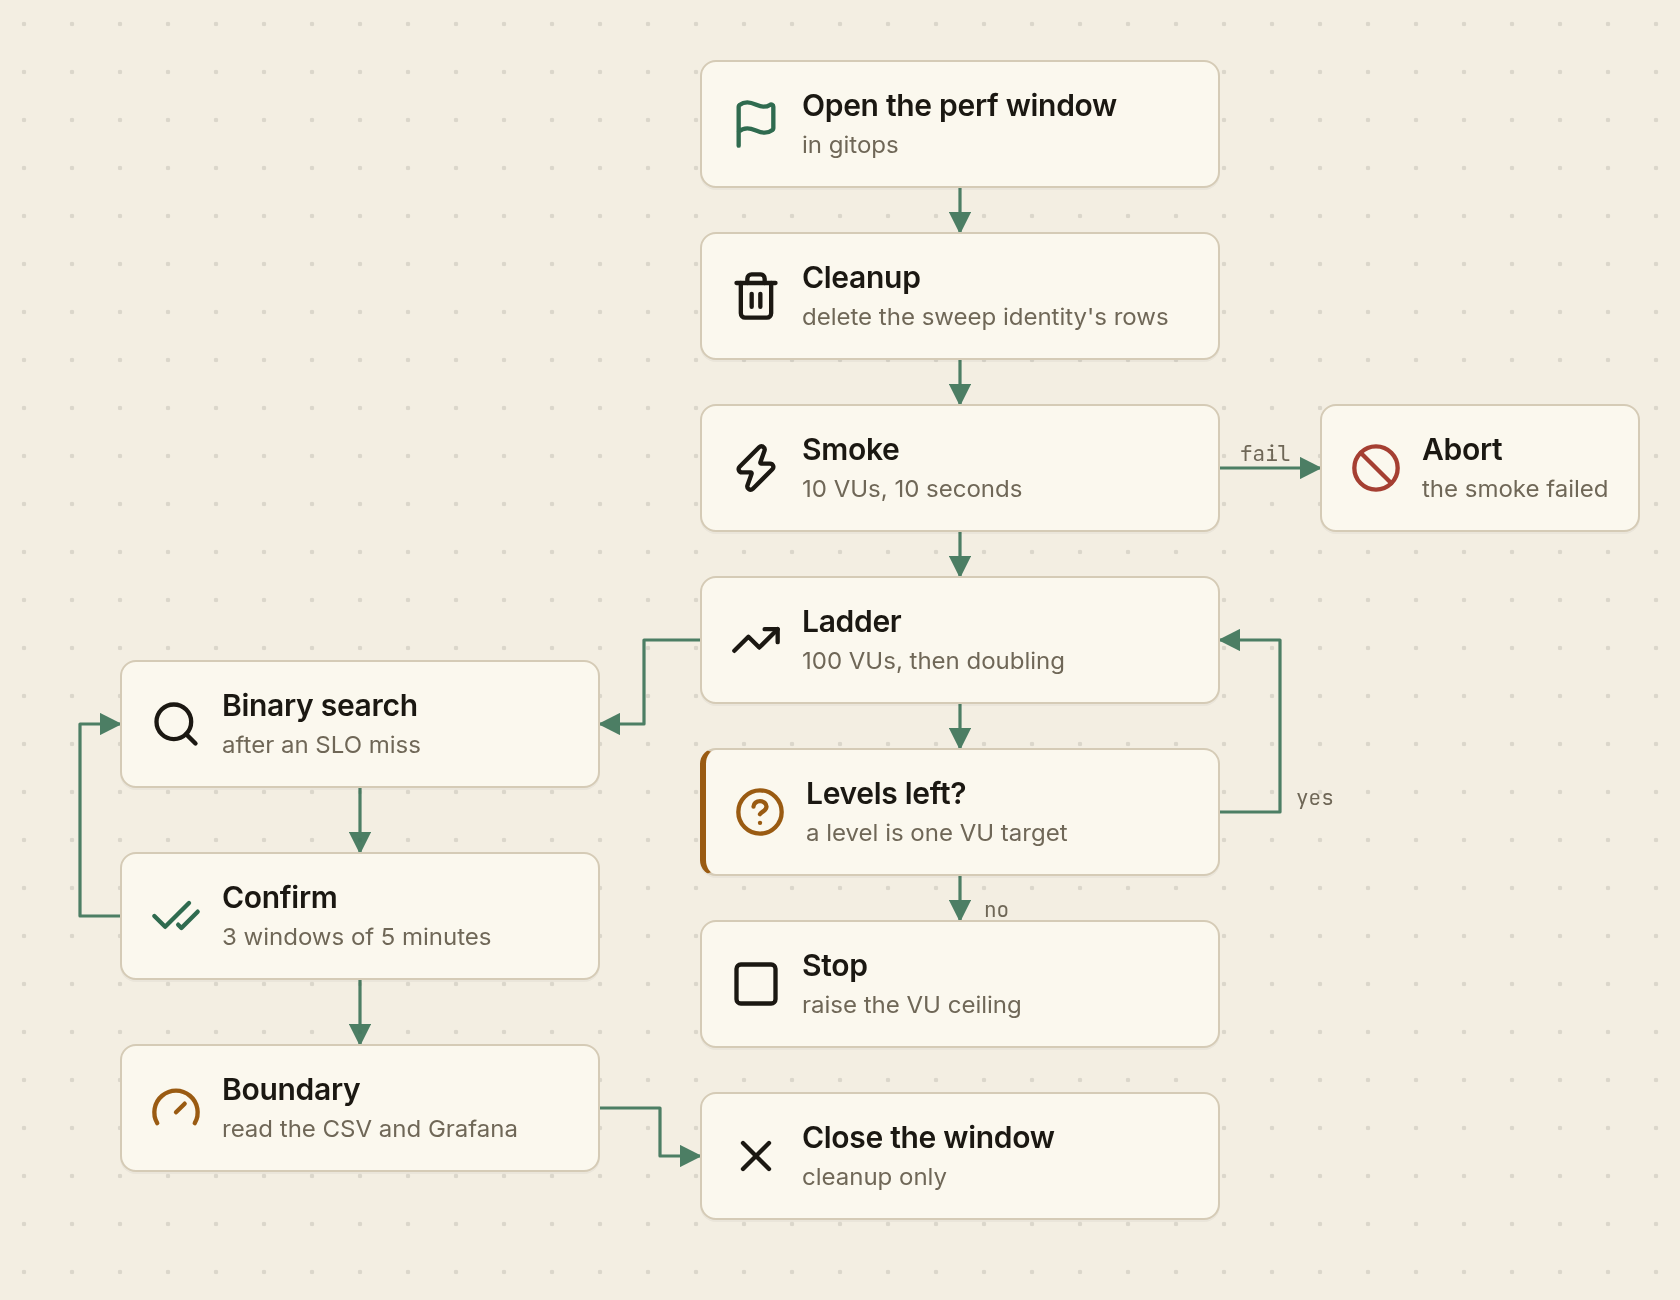 Open the perf window
in gitops
Cleanup
delete the sweep identity's rows
Smoke
10 VUs, 10 seconds
fail
Abort
the smoke failed
Ladder
100 VUs, then doubling
Binary search
after an SLO miss
Levels left?
a level is one VU target
yes
Confirm
3 windows of 5 minutes
no
Stop
raise the VU ceiling
Boundary
read the CSV and Grafana
Close the window
cleanup only